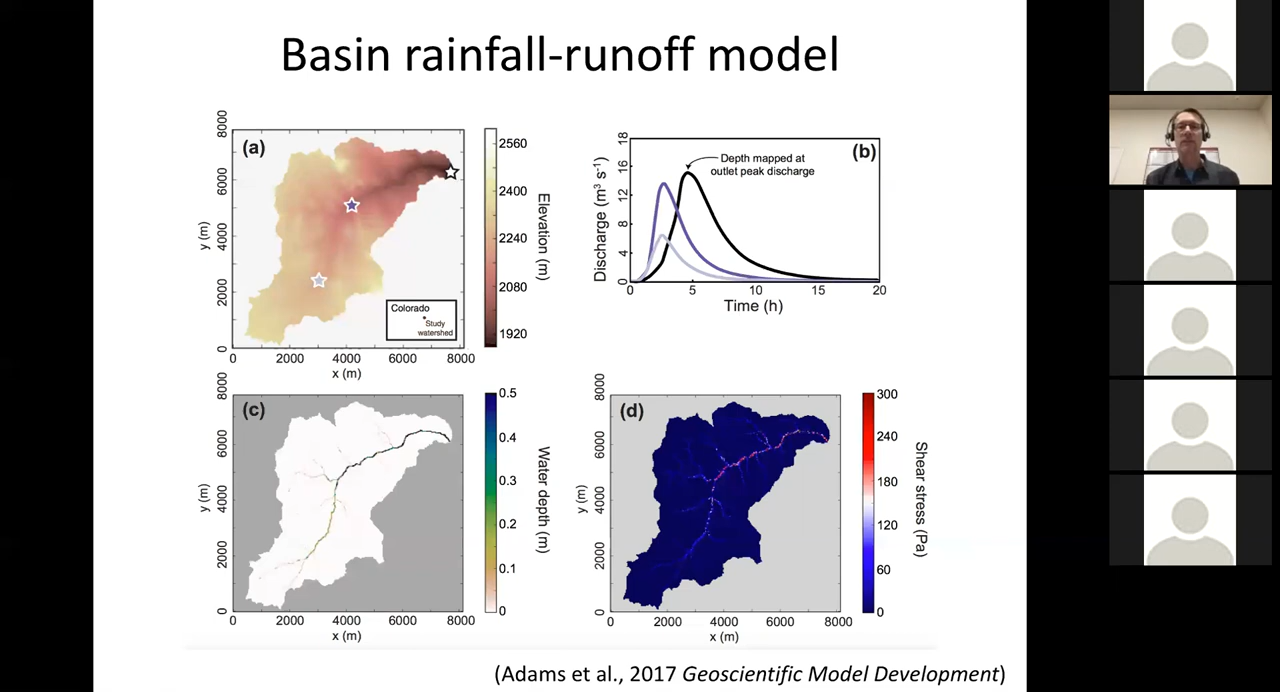 Basin rainfall-runoff model
(a)
8000
6000
4000
2000
0
y (m)
0 2000 4000 6000 8000
x (m)
Colorado
Study
watershed
2560
2400
2240
2080
1920
Elevation (m)
(b)
18
16
12
8
4
0
Discharge (m³ s⁻¹)
Depth mapped at
outlet peak discharge
0 5 10 15 20
Time (h)
(c)
8000
6000
4000
2000
0
y (m)
0 2000 4000 6000 8000
x (m)
0.5
0.4
0.3
0.2
0.1
0
Water depth (m)
(d)
8000
6000
4000
2000
0
y (m)
0 2000 4000 6000 8000
x (m)
300
240
180
120
60
0
Shear stress (Pa)
(Adams et al., 2017 Geoscientific Model Development)